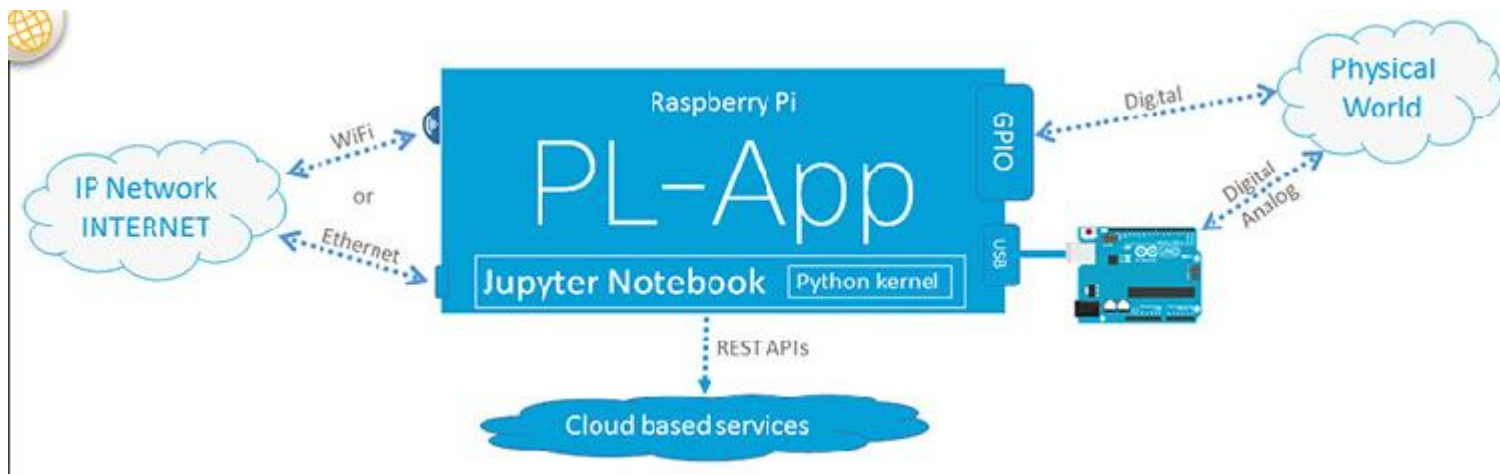 Physical
World
Raspberry Pi
Digital
GPIO
WiFi
PL-App
IP Network
INTERNET
or
Digital
Analog
Ethernet
USB
Jupyter Notebook
Python kernel
REST APIs
Cloud based services